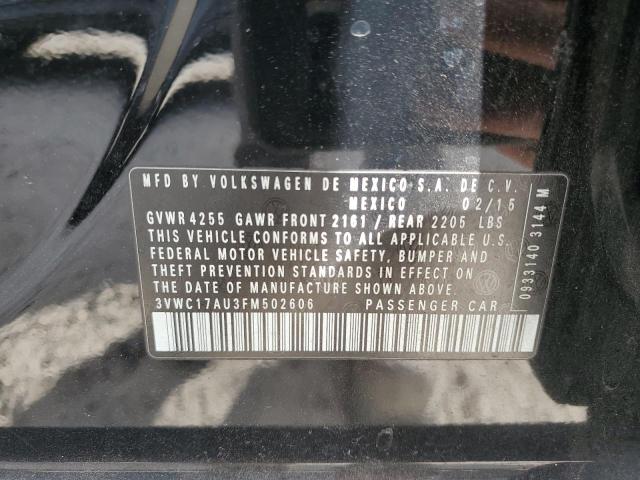 MFD BY VOLKSWAGEN DE MEXICO S.A. DE C.V.
MEXICO 02/15
GVWR 4255 GAWR FRONT 2161 / REAR 2205 LBS
THIS VEHICLE CONFORMS TO ALL APPLICABLE U.S.
FEDERAL MOTOR VEHICLE SAFETY, BUMPER AND
THEFT PREVENTION STANDARDS IN EFFECT ON
THE DATE OF MANUFACTURE SHOWN ABOVE.
3VWC17AU3FM502606 PASSENGER CAR
0933140 3144 M